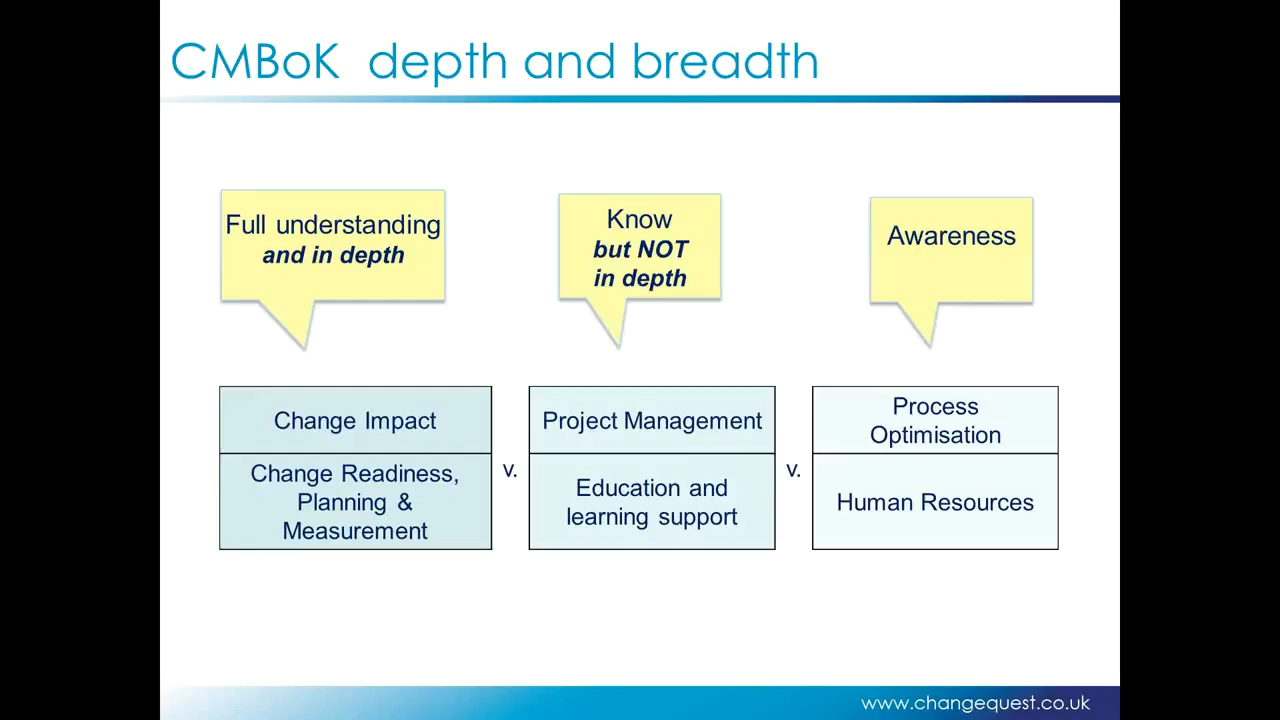 CMBoK depth and breadth
Full understanding
and in depth
Know
but NOT
in depth
Awareness
Change Impact
Change Readiness,
Planning &
Measurement
v.
Project Management
Education and
learning support
v.
Process
Optimisation
Human Resources
www.changequest.co.uk